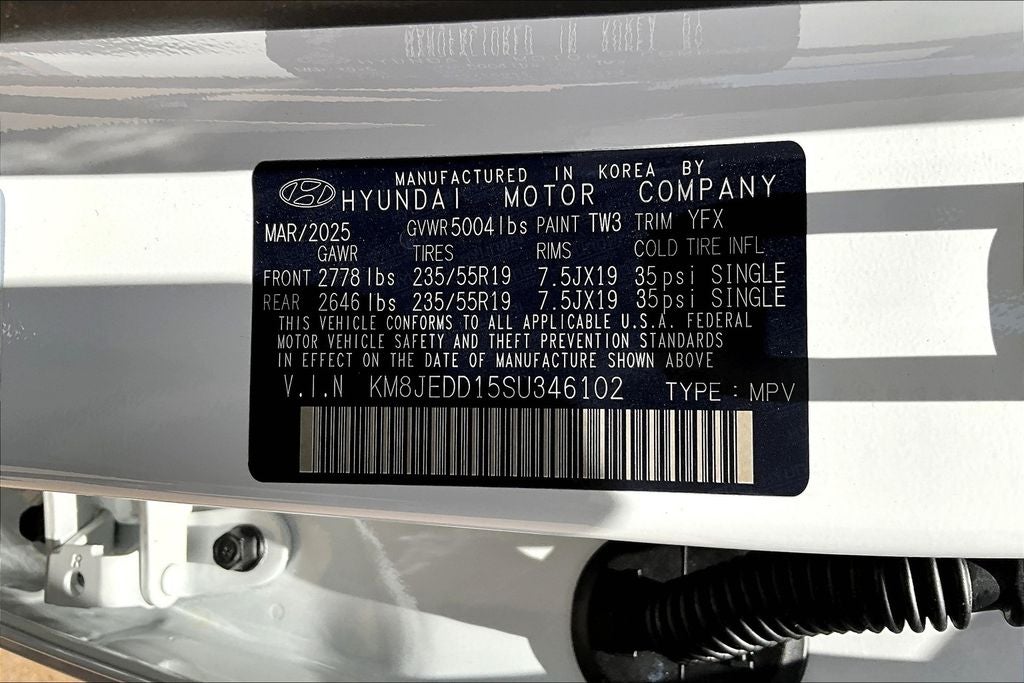 MANUFACTURED IN KOREA BY
HYUNDAI MOTOR COMPANY
MAR/2025 GVWR 5004 lbs PAINT TW3 TRIM YFX
GAWR TIRES RIMS COLD TIRE INFL
FRONT 2778 lbs 235/55R19 7.5JX19 35 psi SINGLE
REAR 2646 lbs 235/55R19 7.5JX19 35 psi SINGLE
THIS VEHICLE CONFORMS TO ALL APPLICABLE U.S.A. FEDERAL
MOTOR VEHICLE SAFETY AND THEFT PREVENTION STANDARDS
IN EFFECT ON THE DATE OF MANUFACTURE SHOWN ABOVE
V.I.N KM8JEDD15SU346102 TYPE : MPV
R